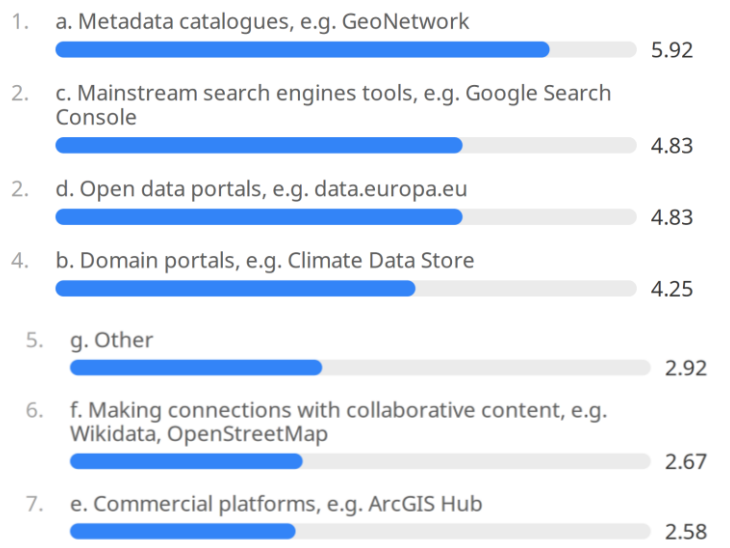 1. a. Metadata catalogues, e.g. GeoNetwork
5.92
2. c. Mainstream search engines tools, e.g. Google Search
Console
4.83
2. d. Open data portals, e.g. data.europa.eu
4.83
4. b. Domain portals, e.g. Climate Data Store
4.25
5. g. Other
2.92
6. f. Making connections with collaborative content, e.g.
Wikidata, OpenStreetMap
2.67
7. e. Commercial platforms, e.g. ArcGIS Hub
2.58